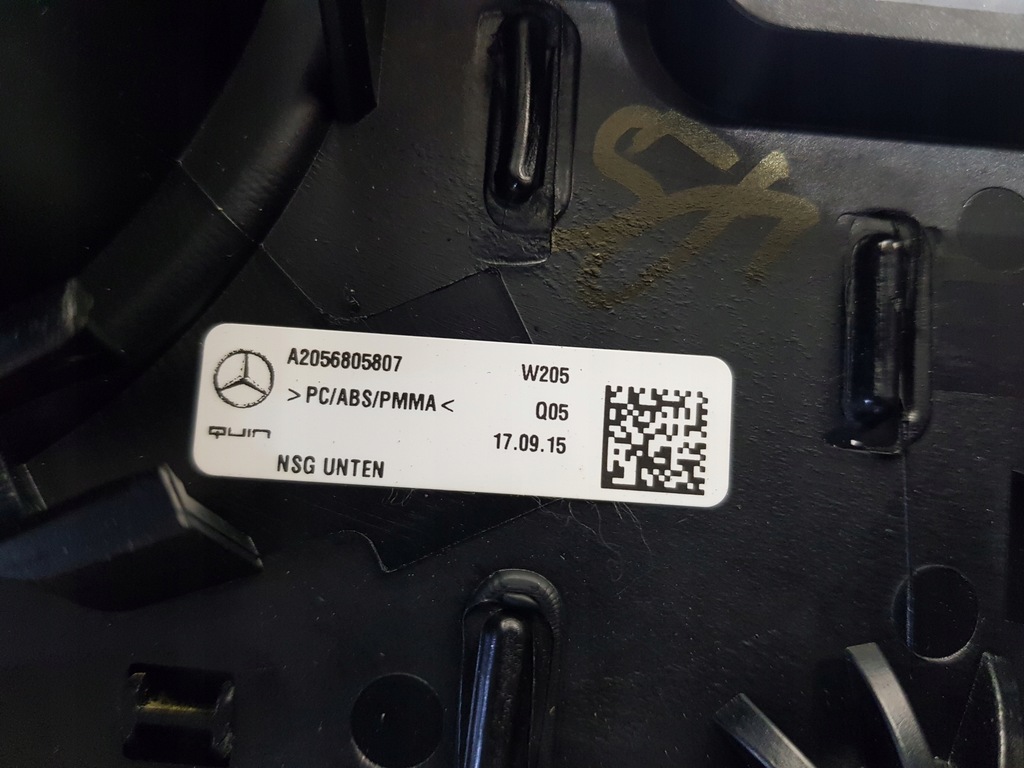 A2056805807
W205
>PC/ABS/PMMA<
Q05
QUIN
17.09.15
NSG UNTEN